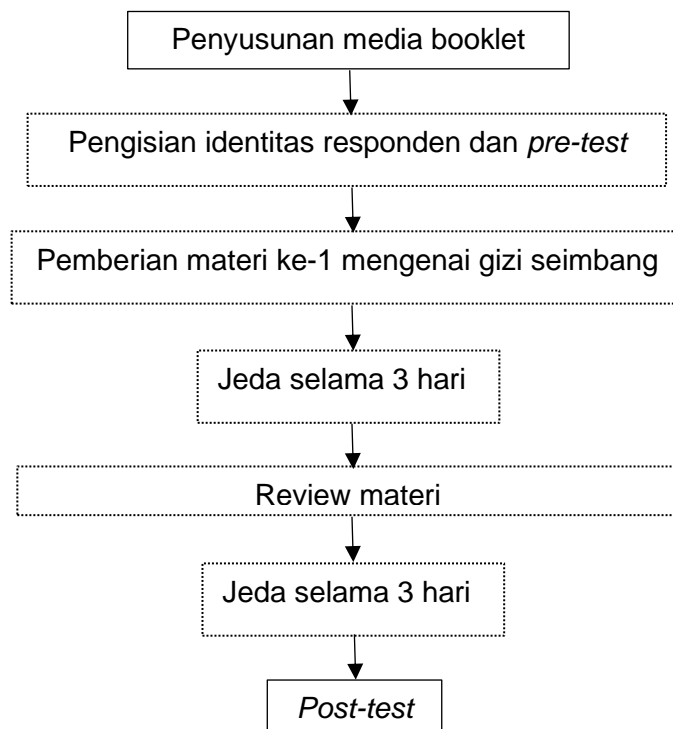 Penyusunan media booklet
Pengisian identitas responden dan pre-test
Pemberian materi ke-1 mengenai gizi seimbang
Jeda selama 3 hari
Review materi
Jeda selama 3 hari
Post-test